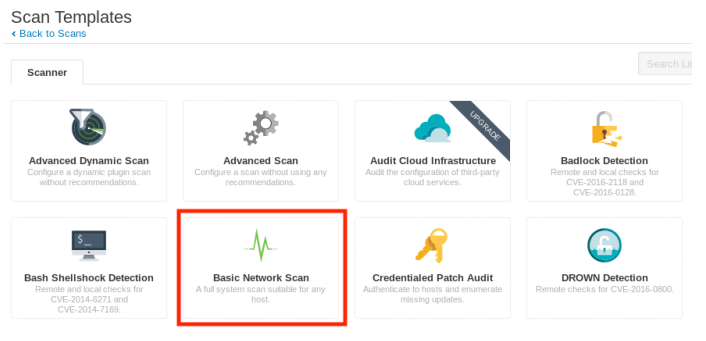 Scan Templates
‹ Back to Scans
Scanner
Search Li
UPGRADE
Advanced Dynamic Scan
Configure a dynamic plugin scan
without recommendations.
Advanced Scan
Configure a scan without using any
recommendations.
Audit Cloud Infrastructure
Audit the configuration of third-party
cloud services.
Badlock Detection
Remote and local checks for
CVE-2016-2118 and
CVE-2016-0128.
$_
Bash Shellshock Detection
Remote and local checks for
CVE-2014-6271 and
CVE-2014-7169.
Basic Network Scan
A full system scan suitable for any
host.
Credentialed Patch Audit
Authenticate to hosts and enumerate
missing updates.
DROWN Detection
Remote checks for CVE-2016-0800.